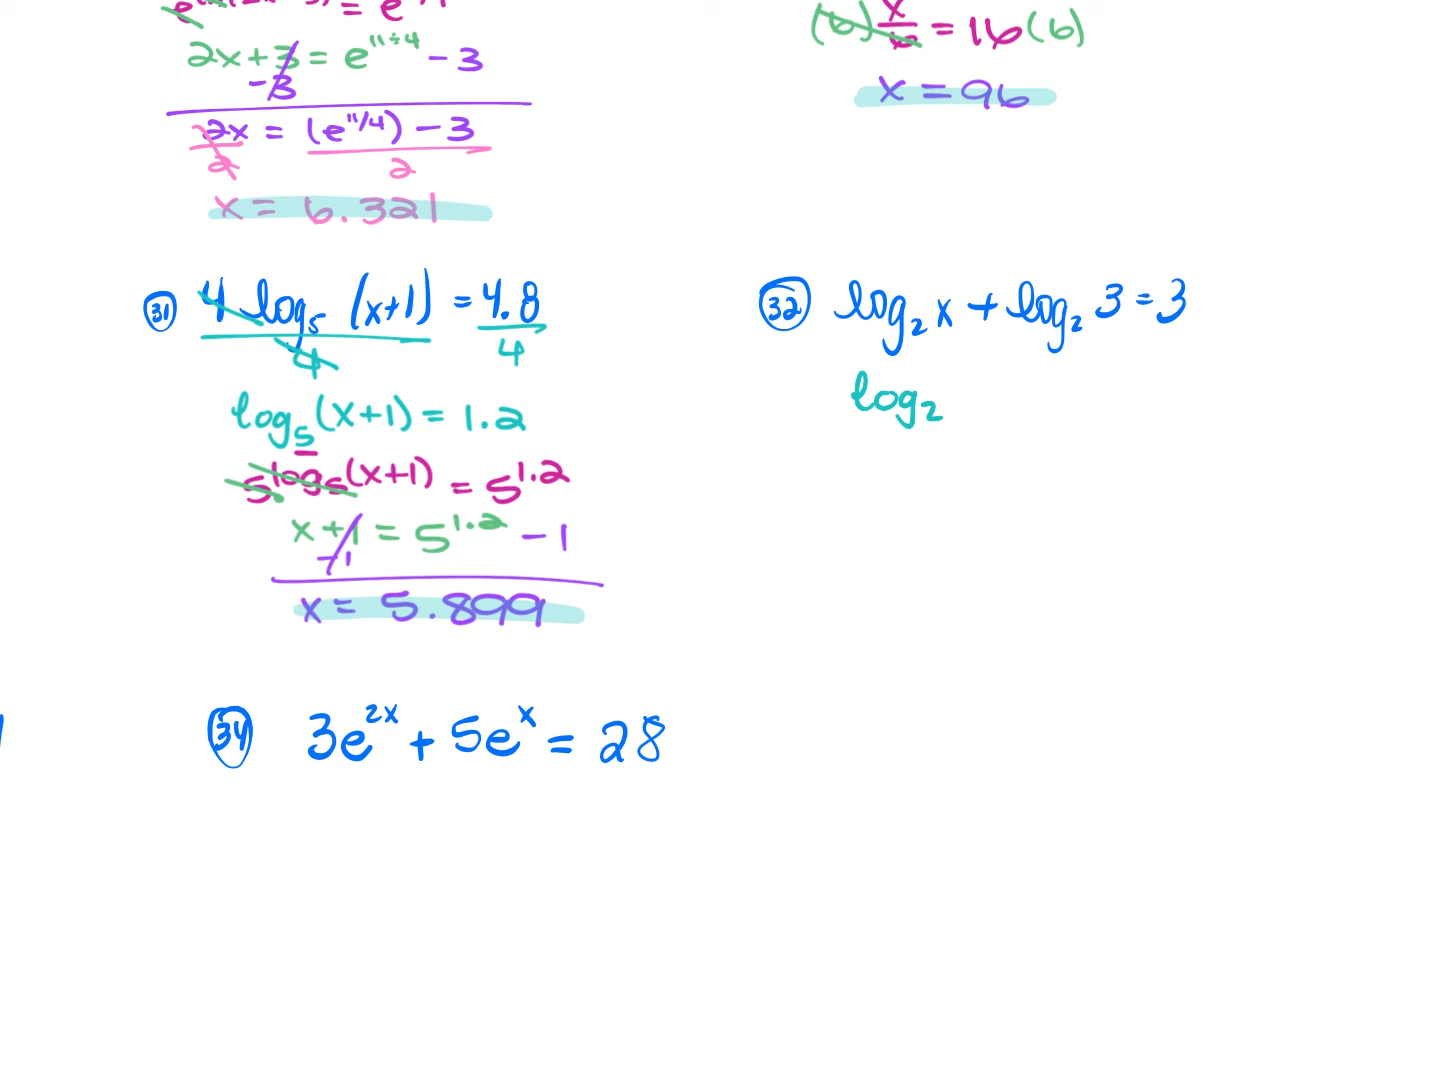 2x + 3 = e^(11÷4) - 3
-3
2x = (e^(11/4)) - 3
2 2
x = 6.321
(6) x/6 = 16 (6)
x = 96
(31) 4 log₅ (x+1) = 4.8
4 4
log₅ (x+1) = 1.2
5^(log₅ (x+1)) = 5^(1.2)
x + 1 = 5^(1.2) - 1
-1
x = 5.899
(32) log₂ x + log₂ 3 = 3
log₂
(34) 3e^(2x) + 5e^x = 28